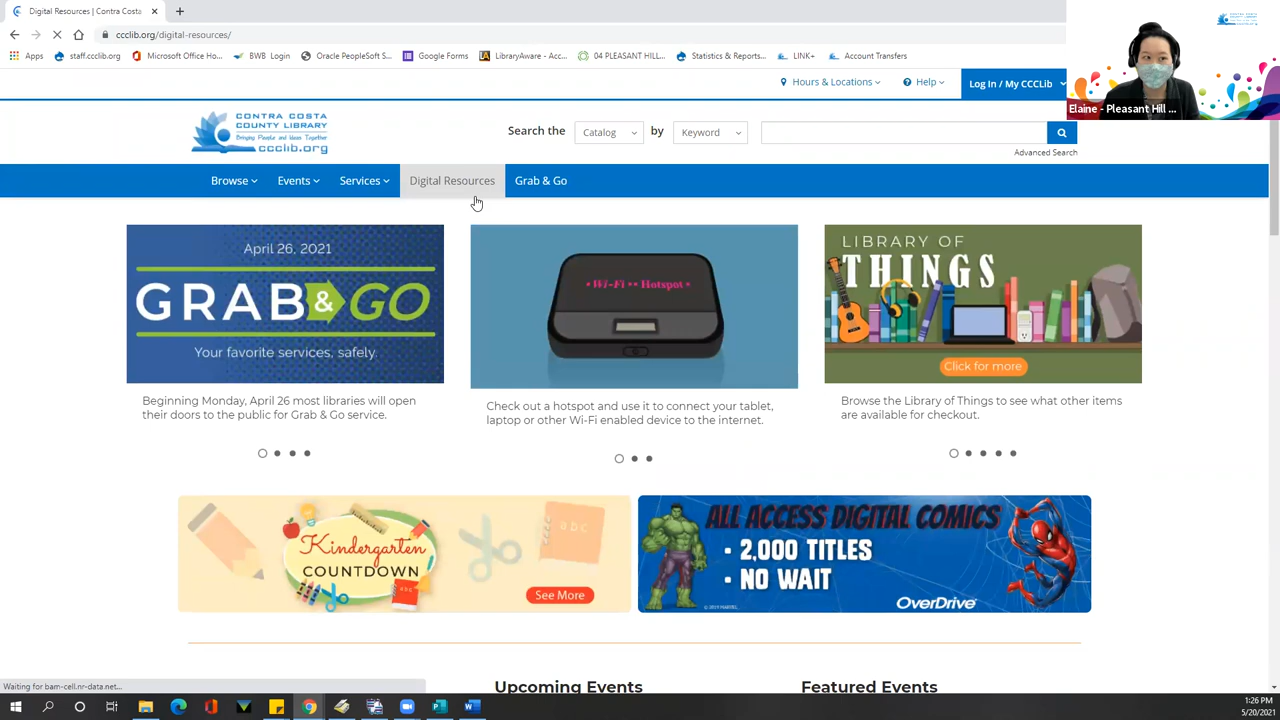 Digital Resources | Contra Costa
ccclib.org/digital-resources/
Apps
staff.ccclib.org
Microsoft Office Ho...
BWB Login
Oracle PeopleSoft S...
Google Forms
LibraryAware - Acc...
04 PLEASANT HILL...
Statistics & Reports...
LINK+
Account Transfers
Elaine - Pleasant Hill ...
Hours & Locations
Help
Log In / My CCCLib
CONTRA COSTA
COUNTY LIBRARY
Bringing People and Ideas Together
ccclib.org
Search the
Catalog
by
Keyword
Advanced Search
Browse
Events
Services
Digital Resources
Grab & Go
April 26, 2021
GRAB & GO
Your favorite services, safely.
Beginning Monday, April 26 most libraries will open
their doors to the public for Grab & Go service.
Wi-Fi Hotspot
Check out a hotspot and use it to connect your tablet,
laptop or other Wi-Fi enabled device to the internet.
LIBRARY OF
THINGS
Click for more
Browse the Library of Things to see what other items
are available for checkout.
Kindergarten
COUNTDOWN
abc
See More
ALL ACCESS DIGITAL COMICS
• 2,000 TITLES
• NO WAIT
OverDrive
Upcoming Events
Featured Events
Waiting for bam-cell.nr-data.net...
1:26 PM
5/20/2021